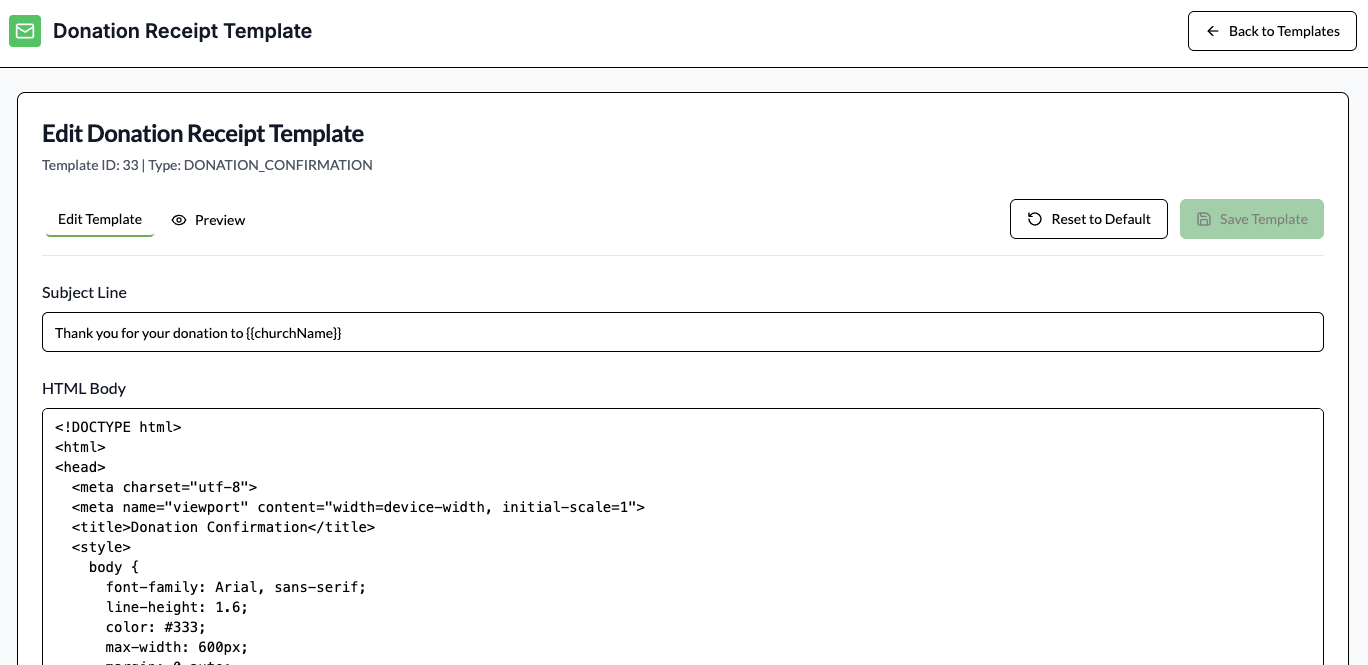 Donation Receipt Template
Back to Templates
Edit Donation Receipt Template
Template ID: 33 | Type: DONATION_CONFIRMATION
Edit Template
Preview
Reset to Default
Save Template
Subject Line
Thank you for your donation to {{churchName}}
HTML Body
<!DOCTYPE html>
<html>
<head>
  <meta charset="utf-8">
  <meta name="viewport" content="width=device-width, initial-scale=1">
  <title>Donation Confirmation</title>
  <style>
    body {
      font-family: Arial, sans-serif;
      line-height: 1.6;
      color: #333;
      max-width: 600px;
      margin: 0 auto;